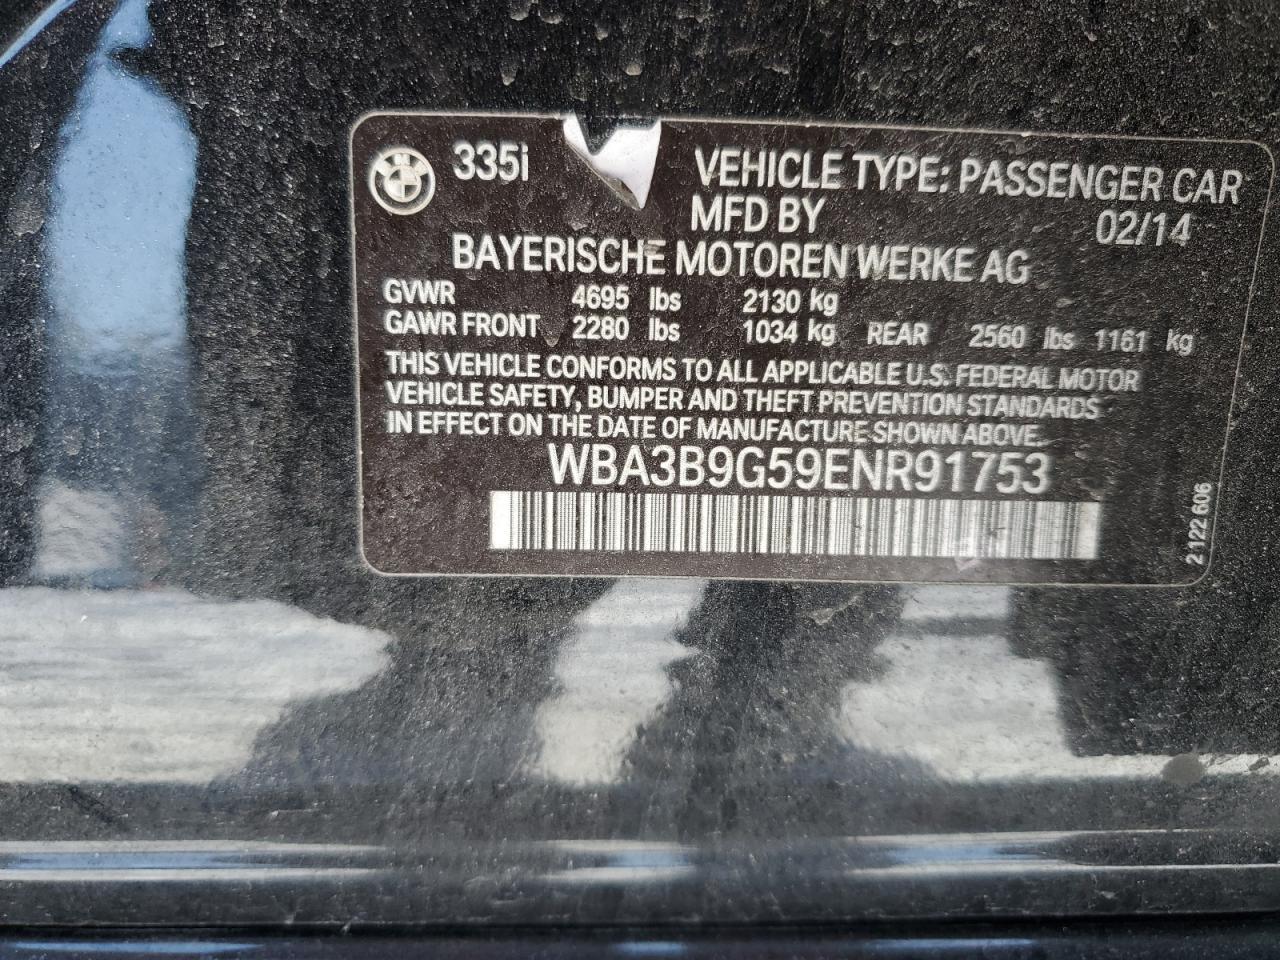 335i VEHICLE TYPE: PASSENGER CAR
MFD BY 02/14
BAYERISCHE MOTOREN WERKE AG
GVWR 4695 lbs 2130 kg
GAWR FRONT 2280 lbs 1034 kg REAR 2560 lbs 1161 kg
THIS VEHICLE CONFORMS TO ALL APPLICABLE U.S. FEDERAL MOTOR
VEHICLE SAFETY, BUMPER AND THEFT PREVENTION STANDARDS
IN EFFECT ON THE DATE OF MANUFACTURE SHOWN ABOVE.
WBA3B9G59ENR91753
2 122 606